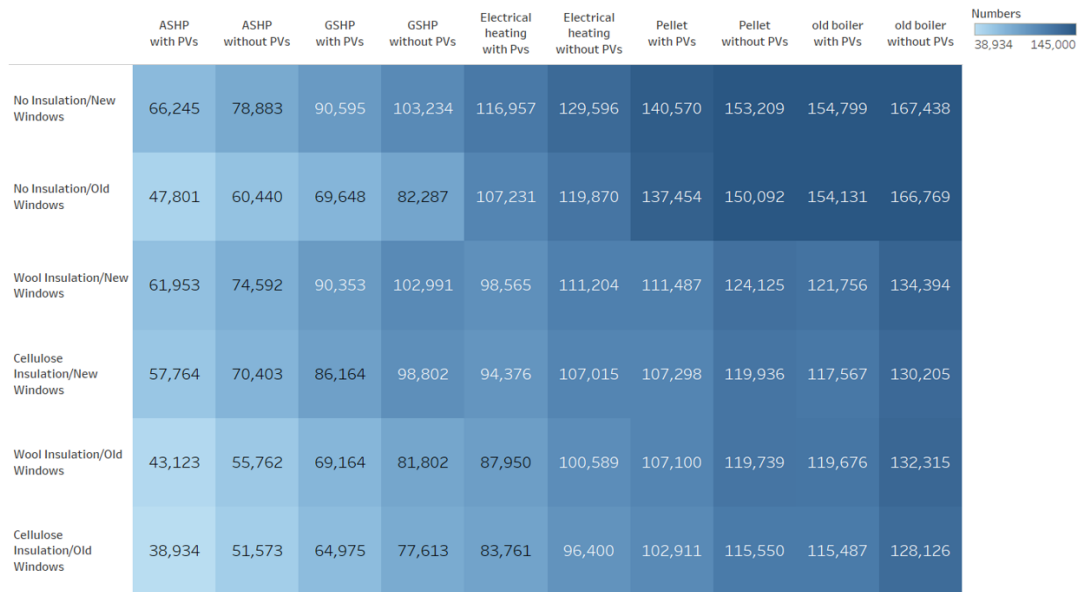 ASHP with PVs
ASHP without PVs
GSHP with PVs
GSHP without PVs
Electrical heating with Pvs
Electrical heating without PVs
Pellet with PVs
Pellet without PVs
old boiler with PVs
old boiler without PVs
Numbers
38,934 145,000
No Insulation/New Windows
66,245 78,883 90,595 103,234 116,957 129,596 140,570 153,209 154,799 167,438
No Insulation/Old Windows
47,801 60,440 69,648 82,287 107,231 119,870 137,454 150,092 154,131 166,769
Wool Insulation/New Windows
61,953 74,592 90,353 102,991 98,565 111,204 111,487 124,125 121,756 134,394
Cellulose Insulation/New Windows
57,764 70,403 86,164 98,802 94,376 107,015 107,298 119,936 117,567 130,205
Wool Insulation/Old Windows
43,123 55,762 69,164 81,802 87,950 100,589 107,100 119,739 119,676 132,315
Cellulose Insulation/Old Windows
38,934 51,573 64,975 77,613 83,761 96,400 102,911 115,550 115,487 128,126